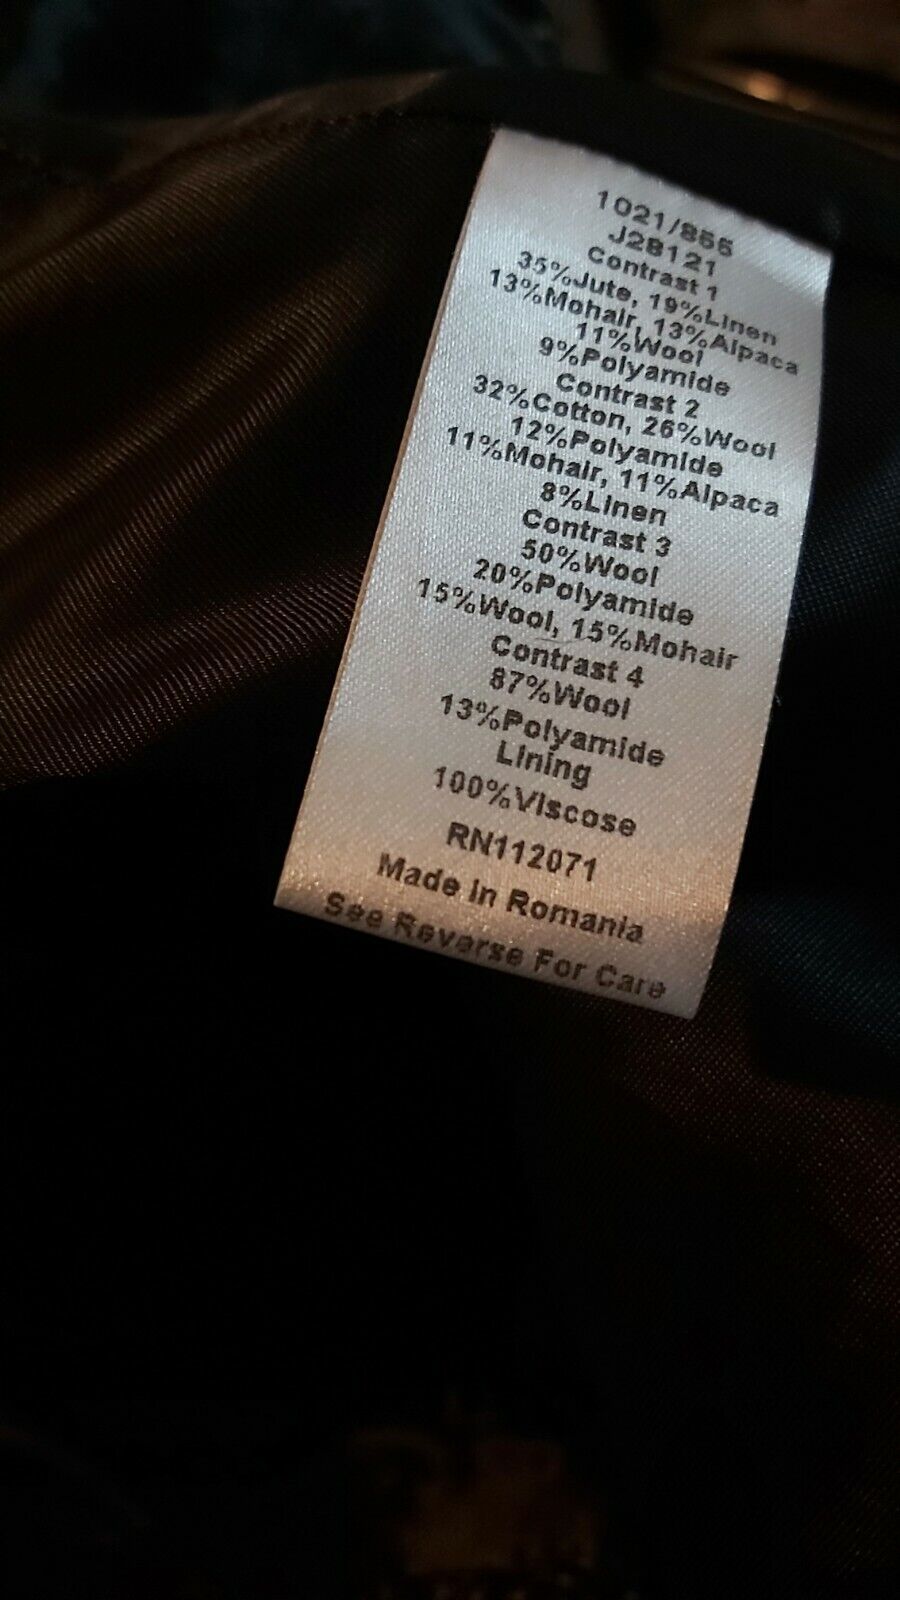 1021/856
J28121
Contrast 1
35%Jute, 19%Linen
13%Mohair, 13%Alpaca
11%Wool
9%Polyamide
Contrast 2
32%Cotton, 26%Wool
12%Polyamide
11%Mohair, 11%Alpaca
8%Linen
Contrast 3
50%Wool
20%Polyamide
15%Wool, 15%Mohair
Contrast 4
87%Wool
13%Polyamide
Lining
100%Viscose
RN112071
Made in Romania
See Reverse For Care